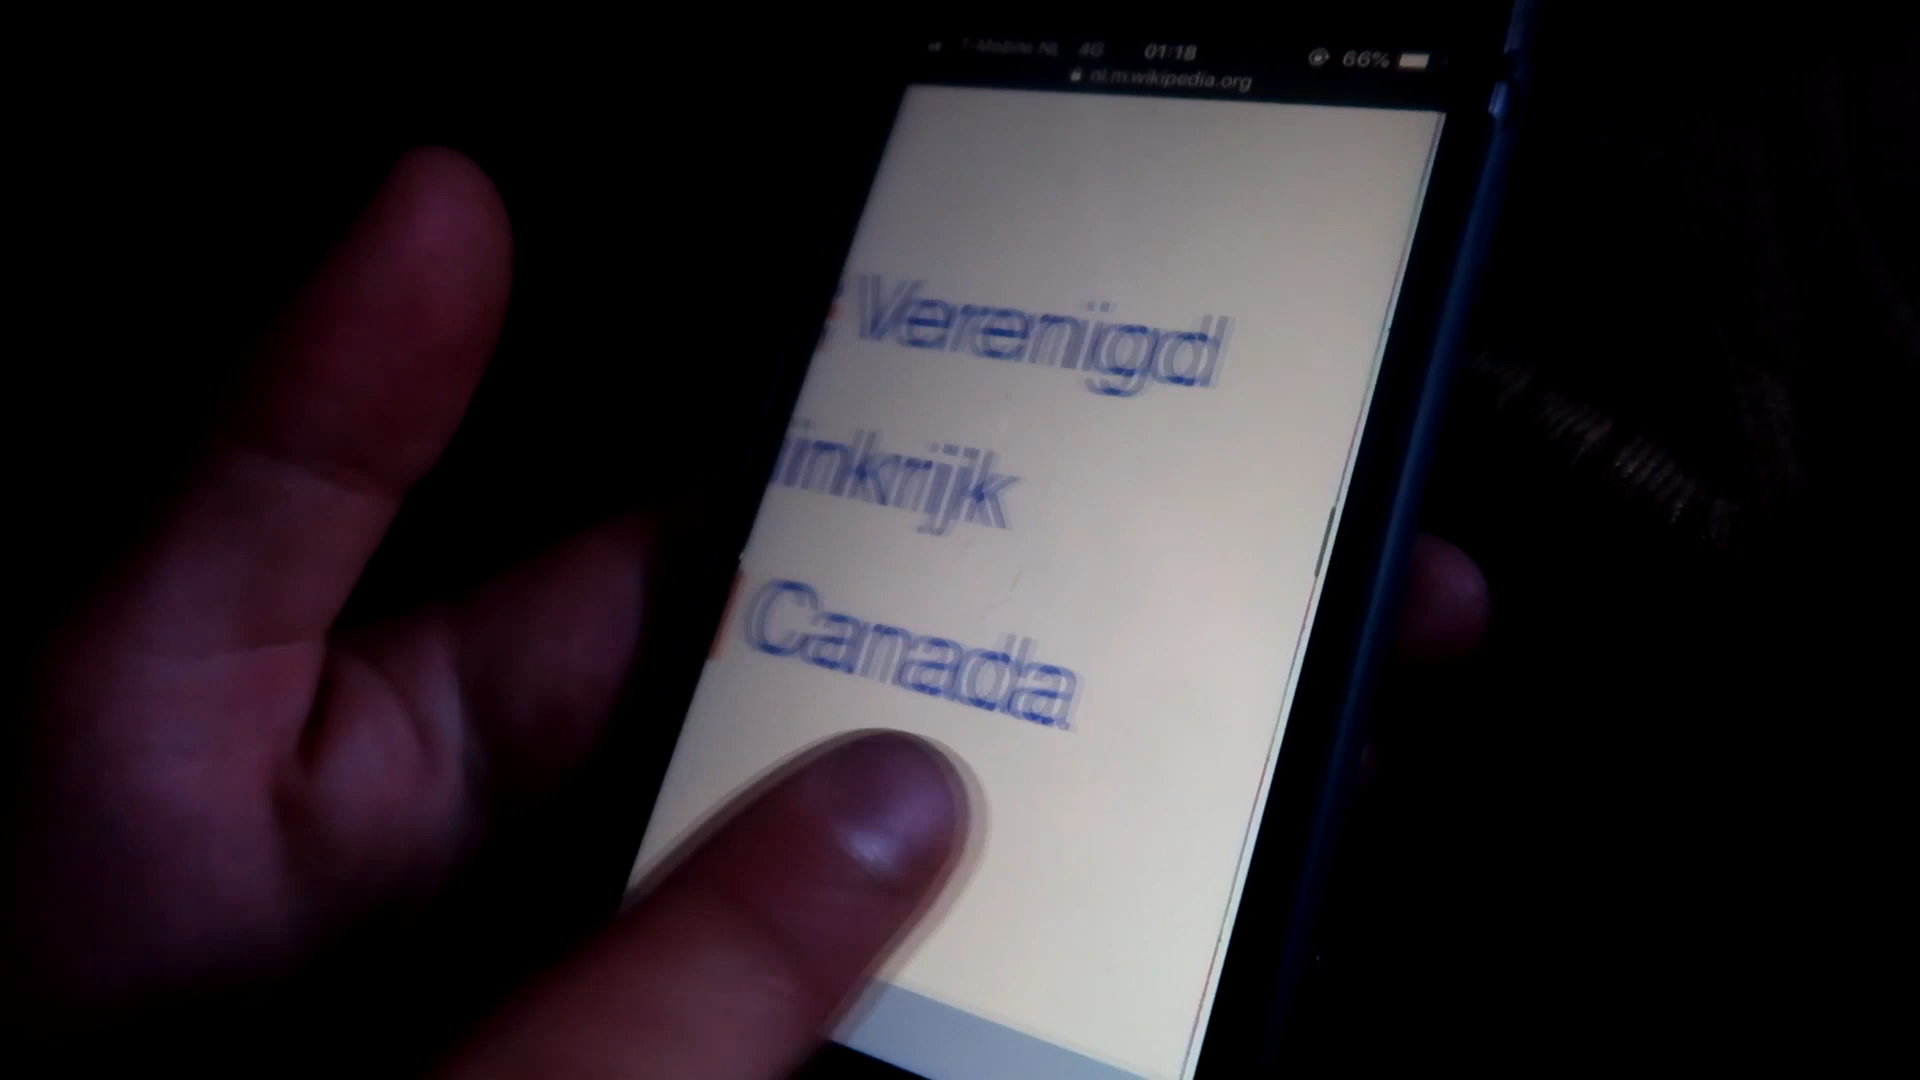 T-Mobile NL 4G 01:18 66%
nl.m.wikipedia.org
Verenigd
inkrijk
Canada